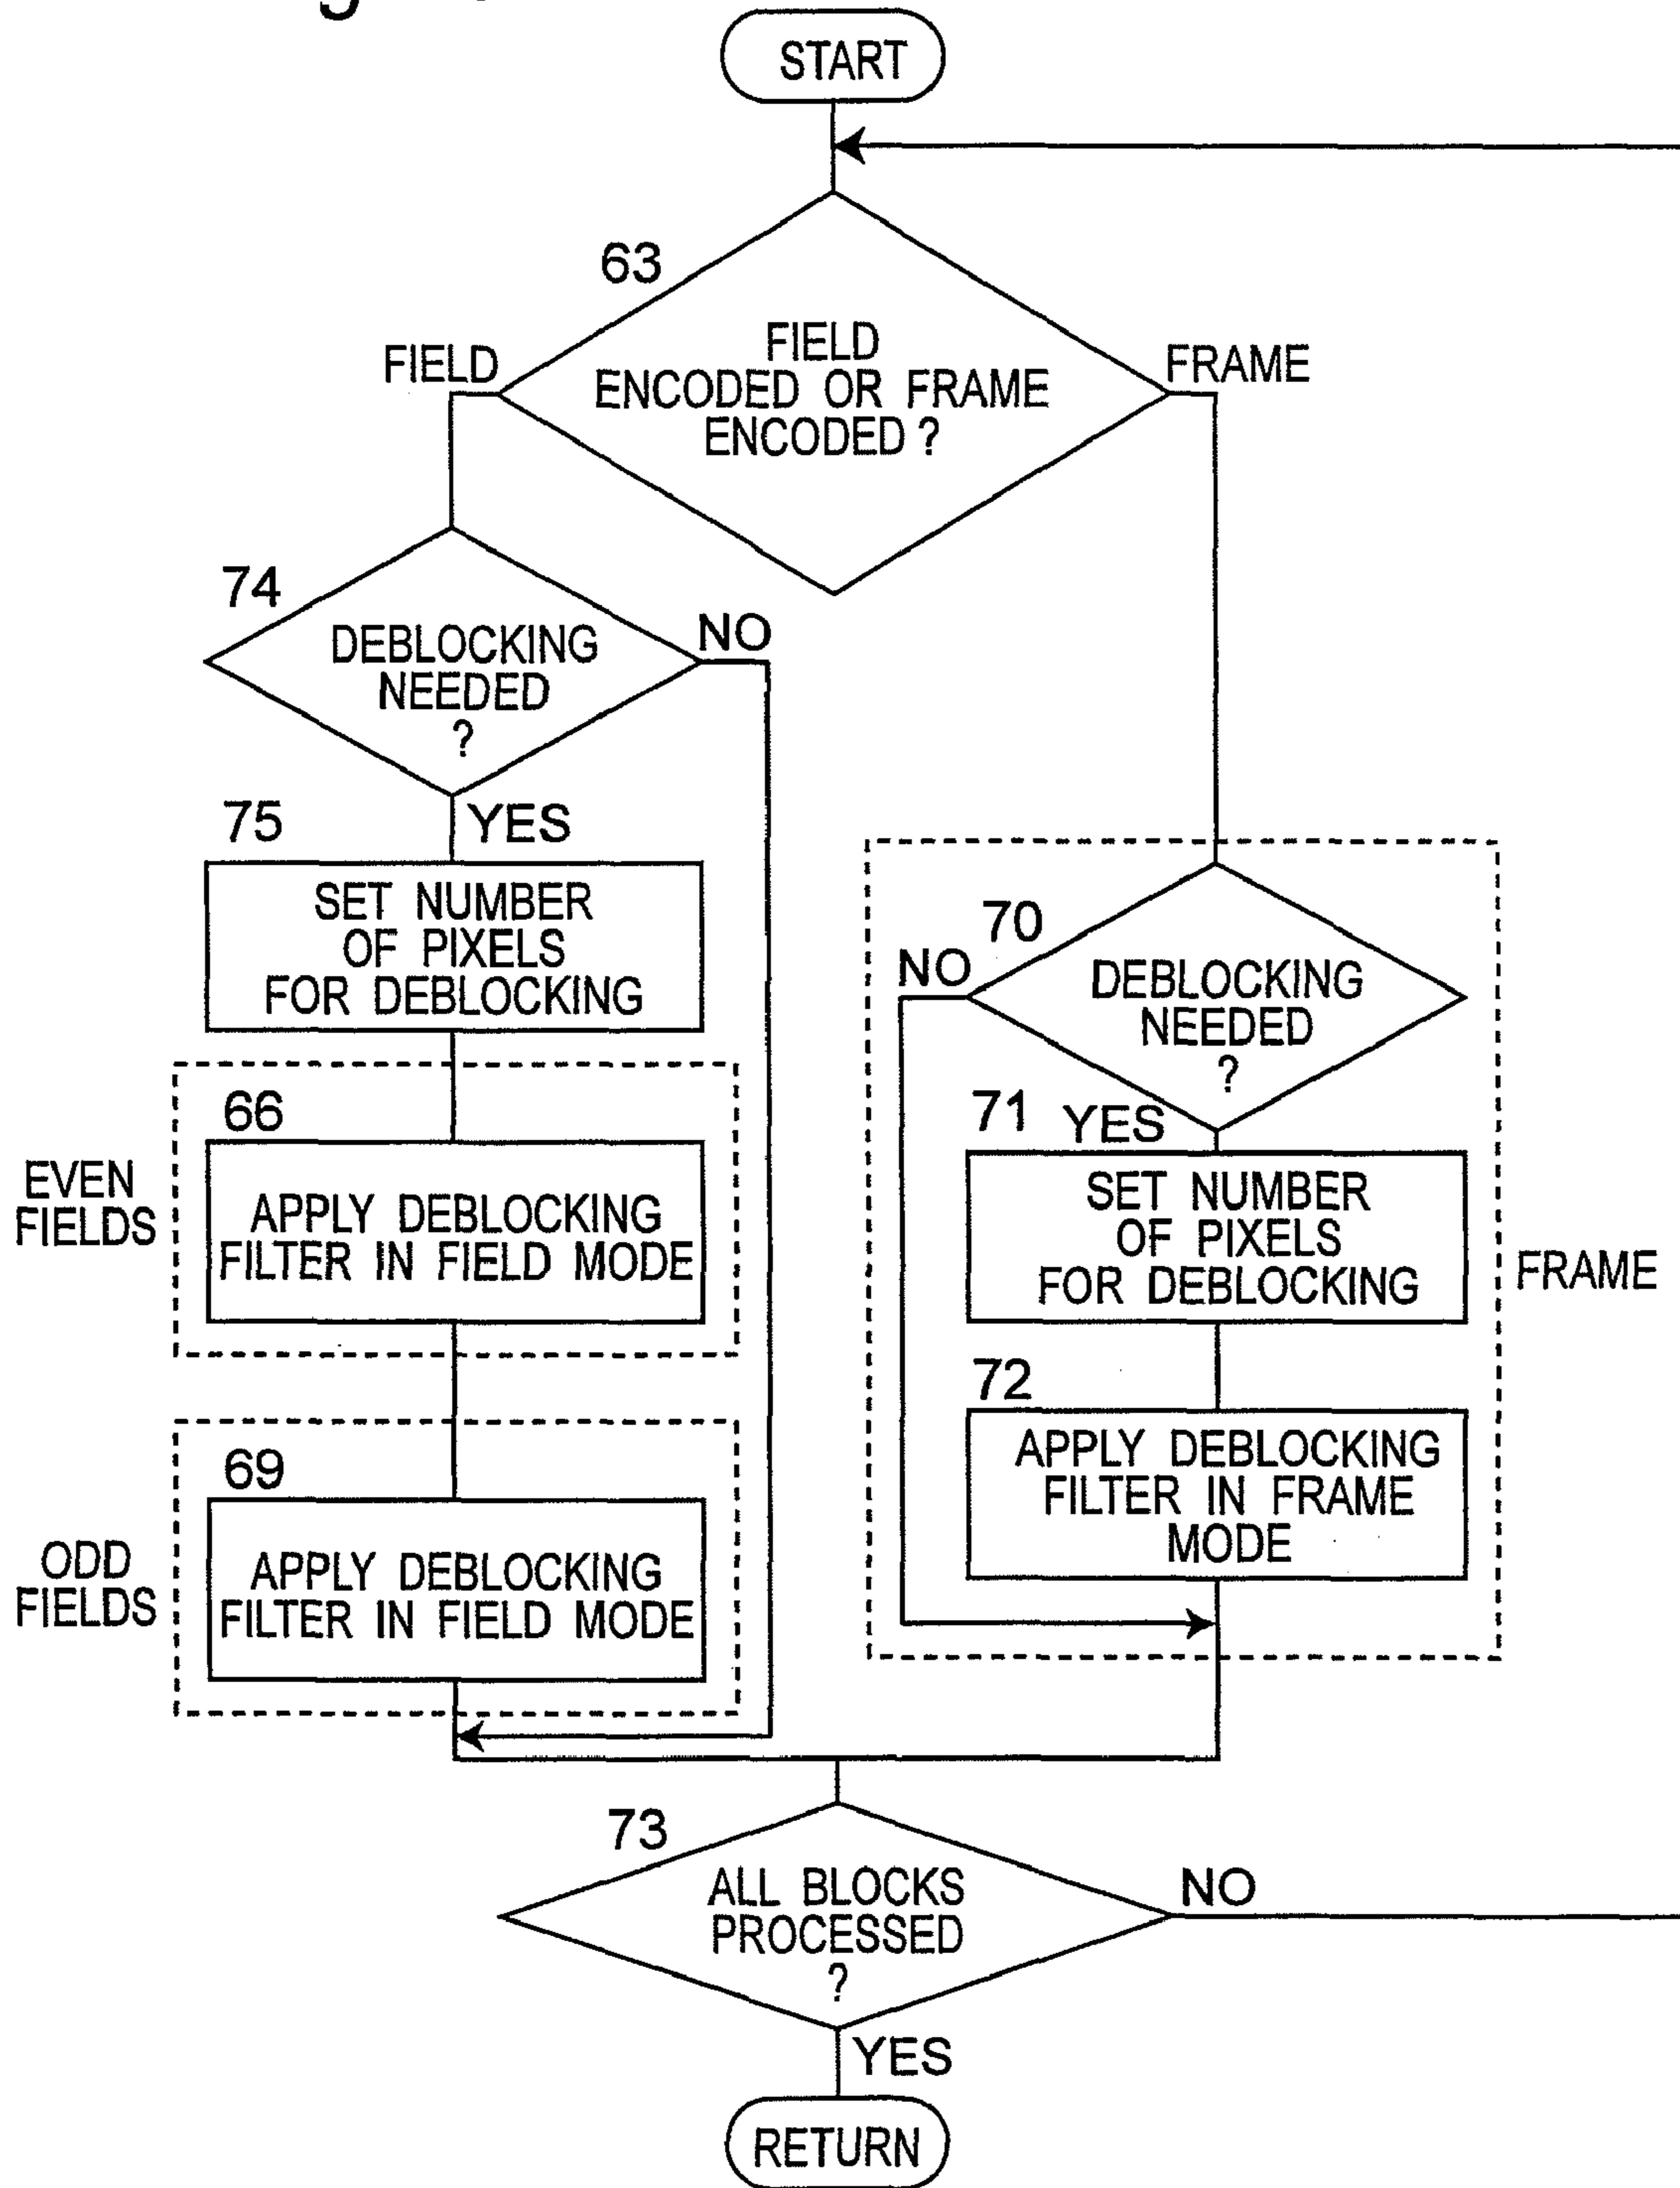 START
63
FIELD
ENCODED OR FRAME
ENCODED ?
FIELD
FRAME
74
DEBLOCKING
NEEDED
?
NO
YES
75
SET NUMBER
OF PIXELS
FOR DEBLOCKING
EVEN
FIELDS
66
APPLY DEBLOCKING
FILTER IN FIELD MODE
ODD
FIELDS
69
APPLY DEBLOCKING
FILTER IN FIELD MODE
70
NO
DEBLOCKING
NEEDED
?
71
YES
SET NUMBER
OF PIXELS
FOR DEBLOCKING
FRAME
72
APPLY DEBLOCKING
FILTER IN FRAME
MODE
73
ALL BLOCKS
PROCESSED
?
NO
YES
RETURN